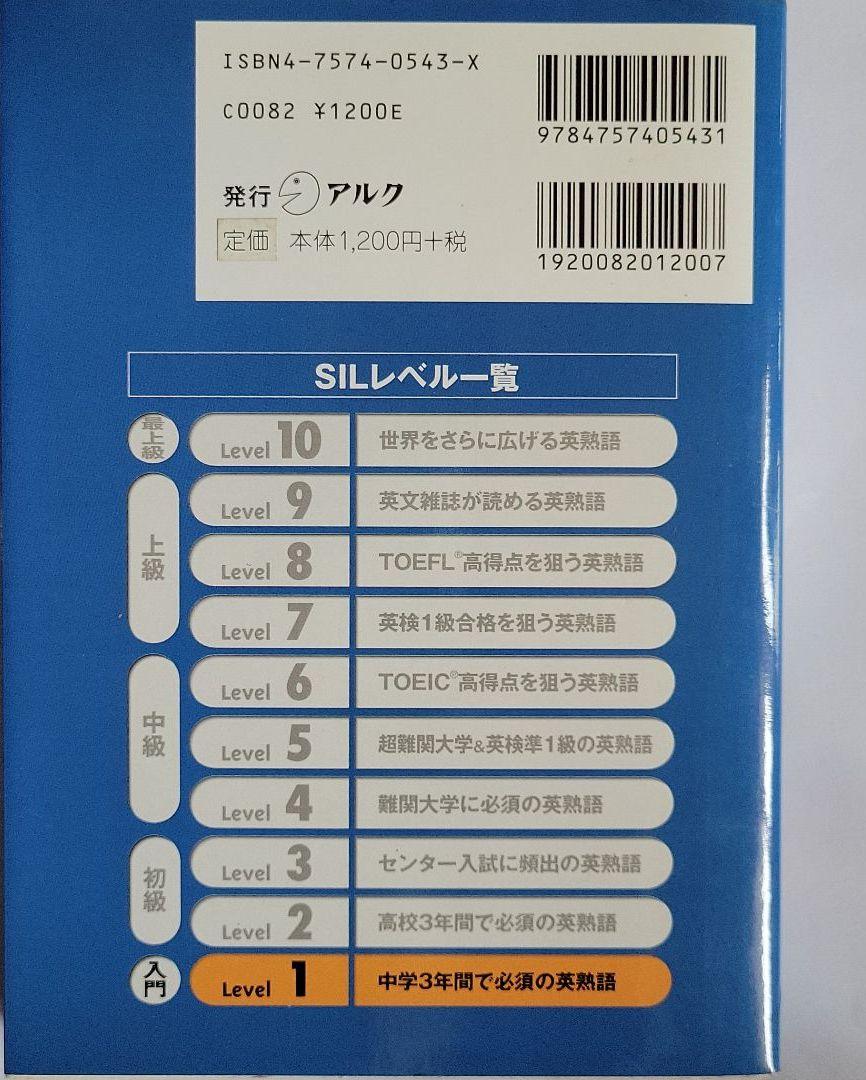 ISBN4-7574-0543-X
C0082 ¥1200E
9784757405431
発行 アルク
定価 本体1,200円+税
1920082012007
SILレベル一覧
最上級 Level 10 世界をさらに広げる英熟語
上級
Level 9 英文雑誌が読める英熟語
Level 8 TOEFL®高得点を狙う英熟語
Level 7 英検1級合格を狙う英熟語
中級
Level 6 TOEIC®高得点を狙う英熟語
Level 5 超難関大学&英検準1級の英熟語
Level 4 難関大学に必須の英熟語
初級
Level 3 センター入試に頻出の英熟語
Level 2 高校3年間で必須の英熟語
入門 Level 1 中学3年間で必須の英熟語